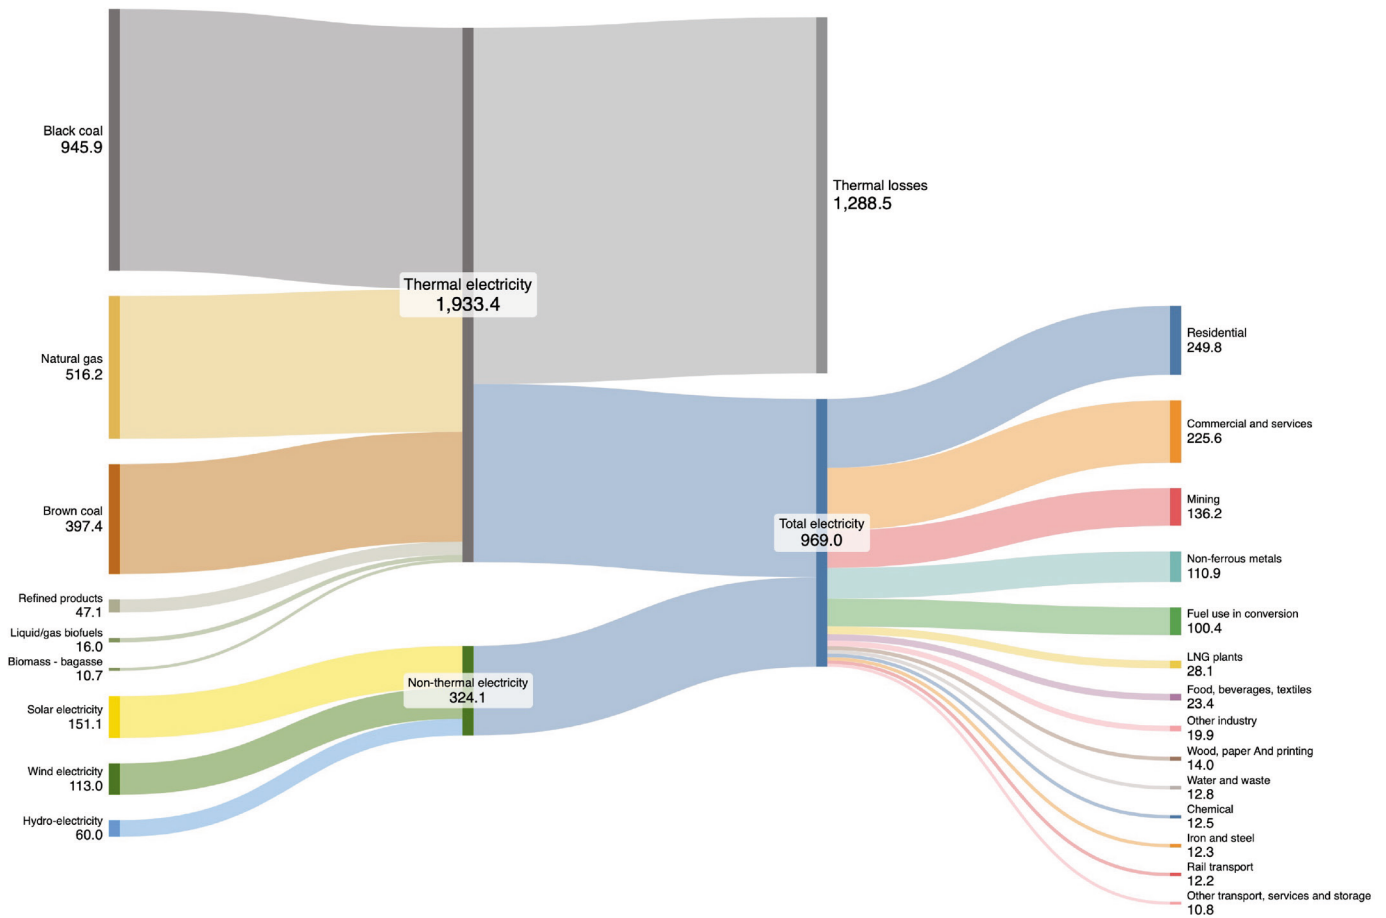 Black coal
945.9
Natural gas
516.2
Brown coal
397.4
Refined products
47.1
Liquid/gas biofuels
16.0
Biomass - bagasse
10.7
Solar electricity
151.1
Wind electricity
113.0
Hydro-electricity
60.0
Thermal electricity
1,933.4
Non-thermal electricity
324.1
Thermal losses
1,288.5
Total electricity
969.0
Residential
249.8
Commercial and services
225.6
Mining
136.2
Non-ferrous metals
110.9
Fuel use in conversion
100.4
LNG plants
28.1
Food, beverages, textiles
23.4
Other industry
19.9
Wood, paper And printing
14.0
Water and waste
12.8
Chemical
12.5
Iron and steel
12.3
Rail transport
12.2
Other transport, services and storage
10.8